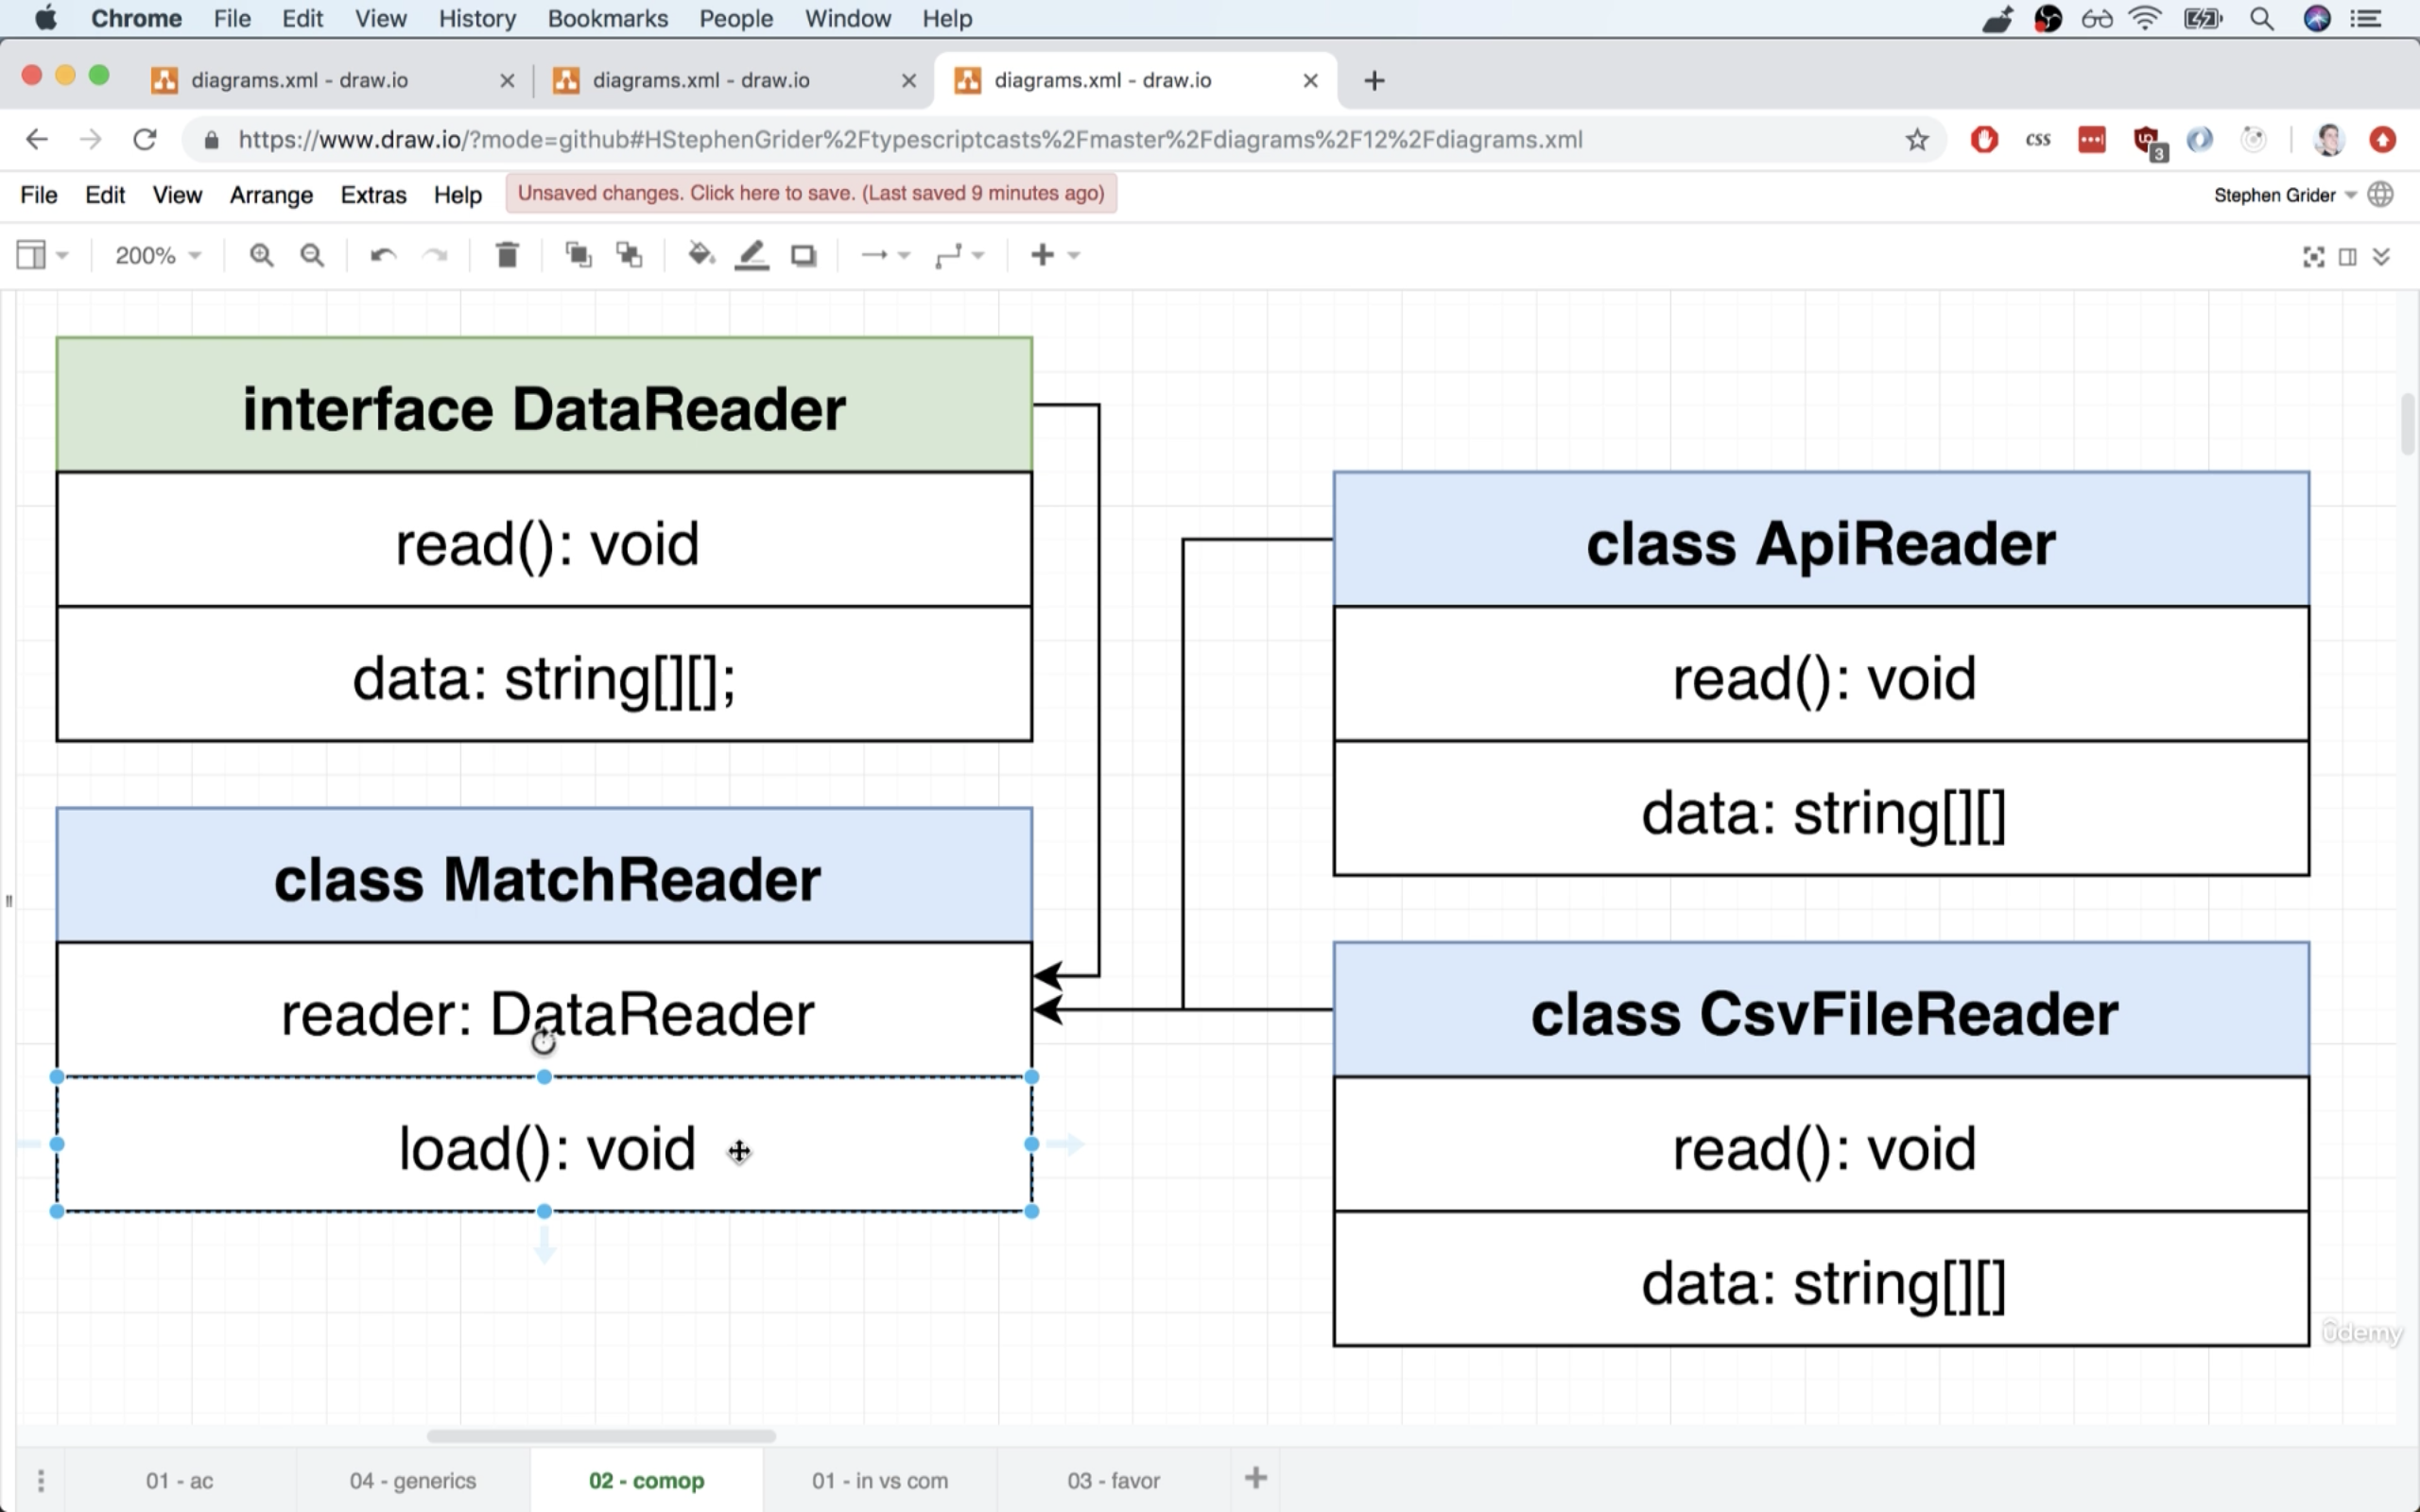 Chrome File Edit View History Bookmarks People Window Help
diagrams.xml - draw.io diagrams.xml - draw.io diagrams.xml - draw.io
https://www.draw.io/?mode=github#HStephenGrider%2Ftypescriptcasts%2Fmaster%2Fdiagrams%2F12%2Fdiagrams.xml
css
3
File Edit View Arrange Extras Help Unsaved changes. Click here to save. (Last saved 9 minutes ago) Stephen Grider
200%
interface DataReader
read(): void
data: string[][];
class MatchReader
reader: DataReader
load(): void
class ApiReader
read(): void
data: string[][]
class CsvFileReader
read(): void
data: string[][]
ûdemy
01 - ac 04 - generics 02 - comop 01 - in vs com 03 - favor